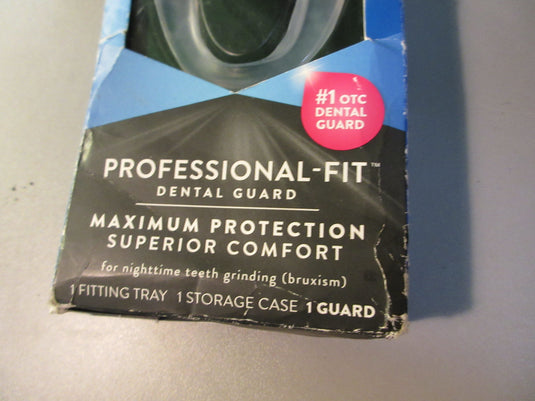 #1 OTC
DENTAL
GUARD
PROFESSIONAL-FIT™
DENTAL GUARD
MAXIMUM PROTECTION
SUPERIOR COMFORT
for nighttime teeth grinding (bruxism)
1 FITTING TRAY 1 STORAGE CASE 1 GUARD